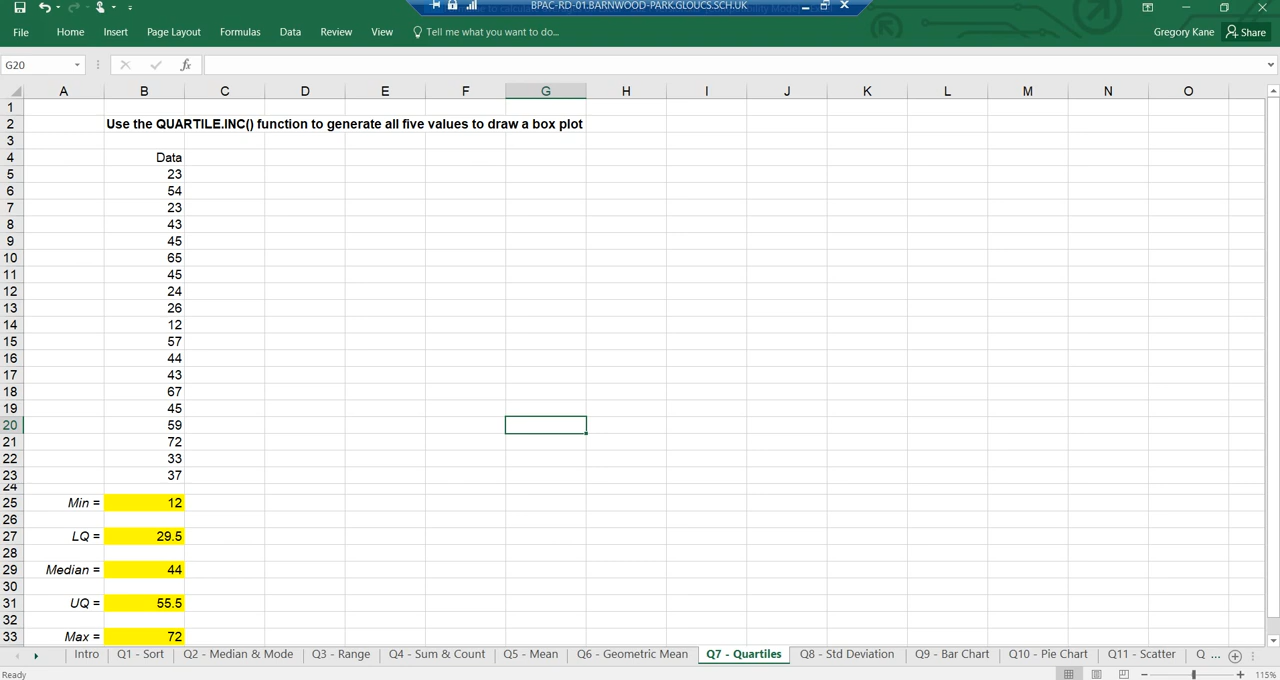 BPAC-RD-01.BARNWOOD-PARK.GLOUCS.SCH.UK
File Home Insert Page Layout Formulas Data Review View Tell me what you want to do... Gregory Kane Share
G20 fx
A B C D E F G H I J K L M N O
1
2 Use the QUARTILE.INC() function to generate all five values to draw a box plot
3
4 Data
5 23
6 54
7 23
8 43
9 45
10 65
11 45
12 24
13 26
14 12
15 57
16 44
17 43
18 67
19 45
20 59
21 72
22 33
23 37
24
25 Min = 12
26
27 LQ = 29.5
28
29 Median = 44
30
31 UQ = 55.5
32
33 Max = 72
Intro Q1 - Sort Q2 - Median & Mode Q3 - Range Q4 - Sum & Count Q5 - Mean Q6 - Geometric Mean Q7 - Quartiles Q8 - Std Deviation Q9 - Bar Chart Q10 - Pie Chart Q11 - Scatter Q ...
Ready 115%